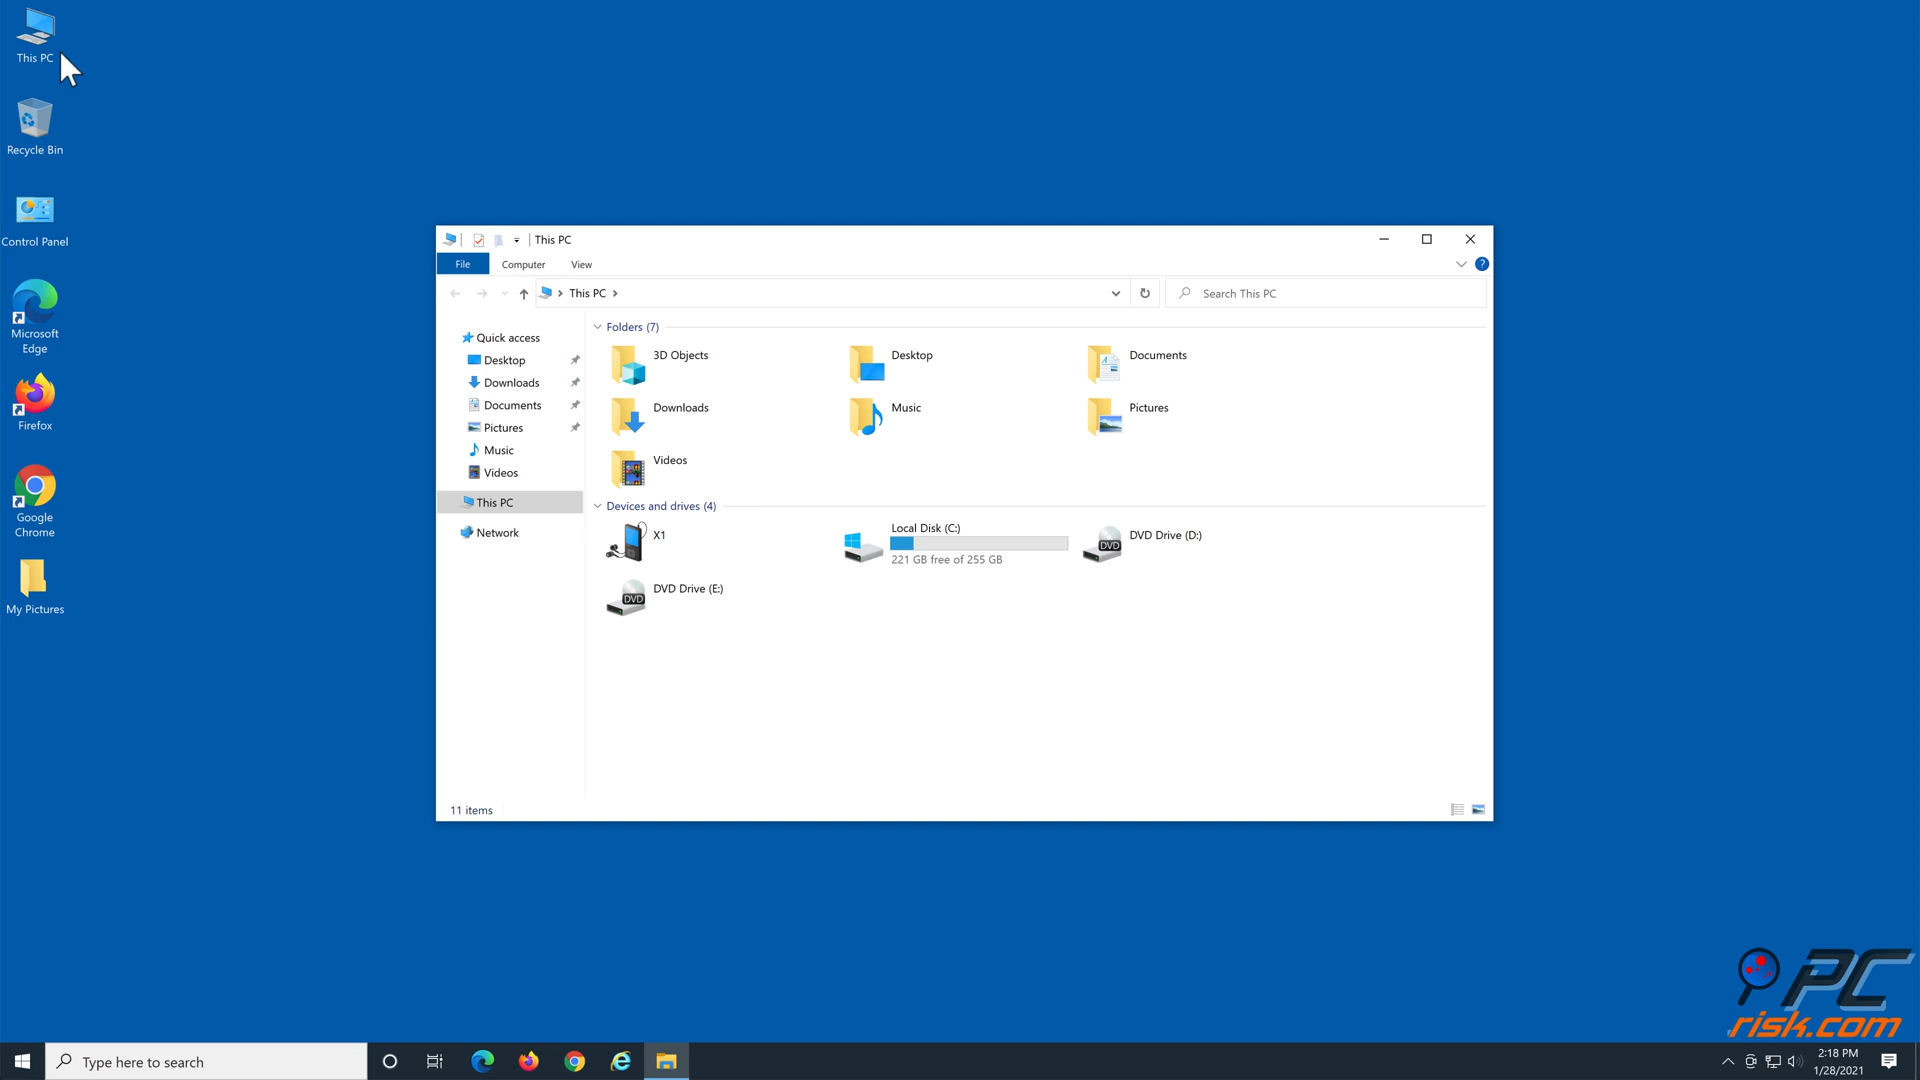 This PC
Recycle Bin
Control Panel
Microsoft
Edge
Firefox
Google
Chrome
My Pictures
This PC
File
Computer
View
?
This PC
Search This PC
Quick access
Desktop
Downloads
Documents
Pictures
Music
Videos
This PC
Network
Folders (7)
3D Objects
Desktop
Documents
Downloads
Music
Pictures
Videos
Devices and drives (4)
X1
Local Disk (C:)
221 GB free of 255 GB
DVD
DVD Drive (D:)
DVD
DVD Drive (E:)
11 items
PC
risk.com
Type here to search
2:18 PM
1/28/2021